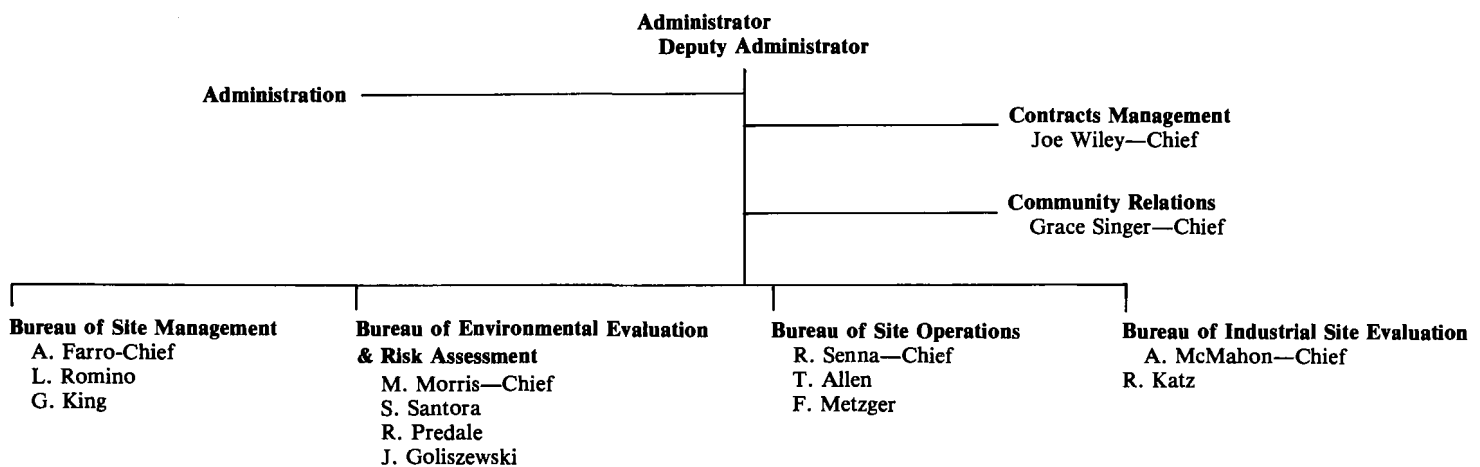 Administrator
Deputy Administrator
Administration
Contracts Management
Joe Wiley—Chief
Community Relations
Grace Singer—Chief
Bureau of Site Management
A. Farro-Chief
L. Romino
G. King
Bureau of Environmental Evaluation
& Risk Assessment
M. Morris—Chief
S. Santora
R. Predale
J. Goliszewski
Bureau of Site Operations
R. Senna—Chief
T. Allen
F. Metzger
Bureau of Industrial Site Evaluation
A. McMahon—Chief
R. Katz